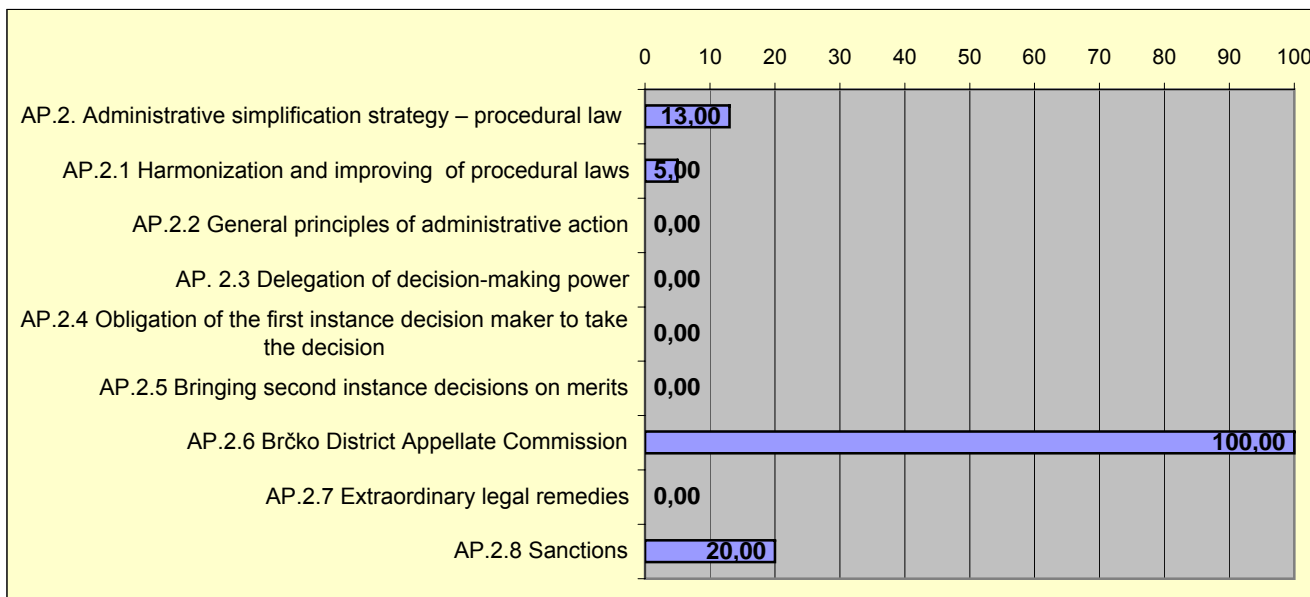 0 10 20 30 40 50 60 70 80 90 100
AP.2. Administrative simplification strategy – procedural law 13,00
AP.2.1 Harmonization and improving of procedural laws 5,00
AP.2.2 General principles of administrative action 0,00
AP. 2.3 Delegation of decision-making power 0,00
AP.2.4 Obligation of the first instance decision maker to take
the decision 0,00
AP.2.5 Bringing second instance decisions on merits 0,00
AP.2.6 Brčko District Appellate Commission 100,00
AP.2.7 Extraordinary legal remedies 0,00
AP.2.8 Sanctions 20,00